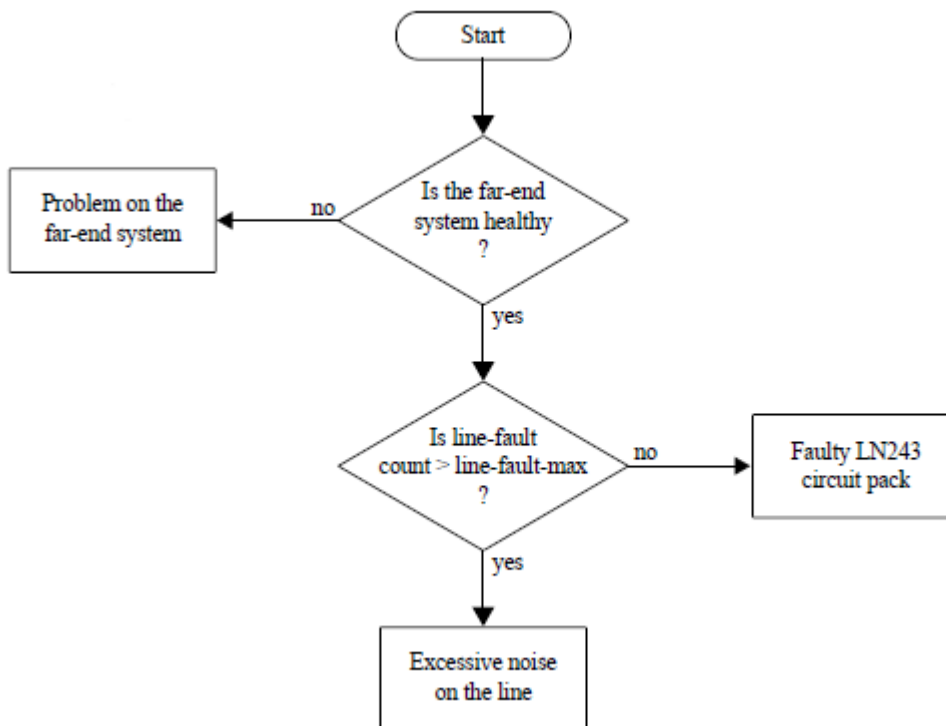 Start
Is the far-end
system healthy
?
no
Problem on the
far-end system
yes
Is line-fault
count > line-fault-max
?
no
Faulty LN243
circuit pack
yes
Excessive noise
on the line